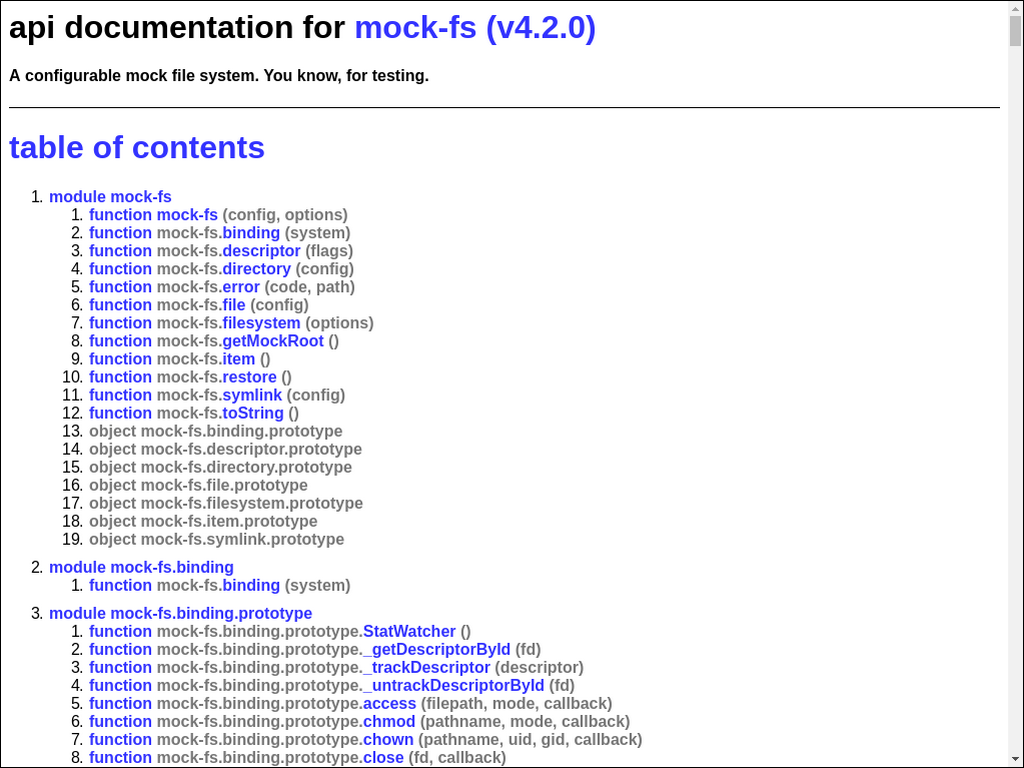 api documentation for mock-fs (v4.2.0)
A configurable mock file system. You know, for testing.
table of contents
1. module mock-fs
1. function mock-fs (config, options)
2. function mock-fs.binding (system)
3. function mock-fs.descriptor (flags)
4. function mock-fs.directory (config)
5. function mock-fs.error (code, path)
6. function mock-fs.file (config)
7. function mock-fs.filesystem (options)
8. function mock-fs.getMockRoot ()
9. function mock-fs.item ()
10. function mock-fs.restore ()
11. function mock-fs.symlink (config)
12. function mock-fs.toString ()
13. object mock-fs.binding.prototype
14. object mock-fs.descriptor.prototype
15. object mock-fs.directory.prototype
16. object mock-fs.file.prototype
17. object mock-fs.filesystem.prototype
18. object mock-fs.item.prototype
19. object mock-fs.symlink.prototype
2. module mock-fs.binding
1. function mock-fs.binding (system)
3. module mock-fs.binding.prototype
1. function mock-fs.binding.prototype.StatWatcher ()
2. function mock-fs.binding.prototype._getDescriptorById (fd)
3. function mock-fs.binding.prototype._trackDescriptor (descriptor)
4. function mock-fs.binding.prototype._untrackDescriptorById (fd)
5. function mock-fs.binding.prototype.access (filepath, mode, callback)
6. function mock-fs.binding.prototype.chmod (pathname, mode, callback)
7. function mock-fs.binding.prototype.chown (pathname, uid, gid, callback)
8. function mock-fs.binding.prototype.close (fd, callback)